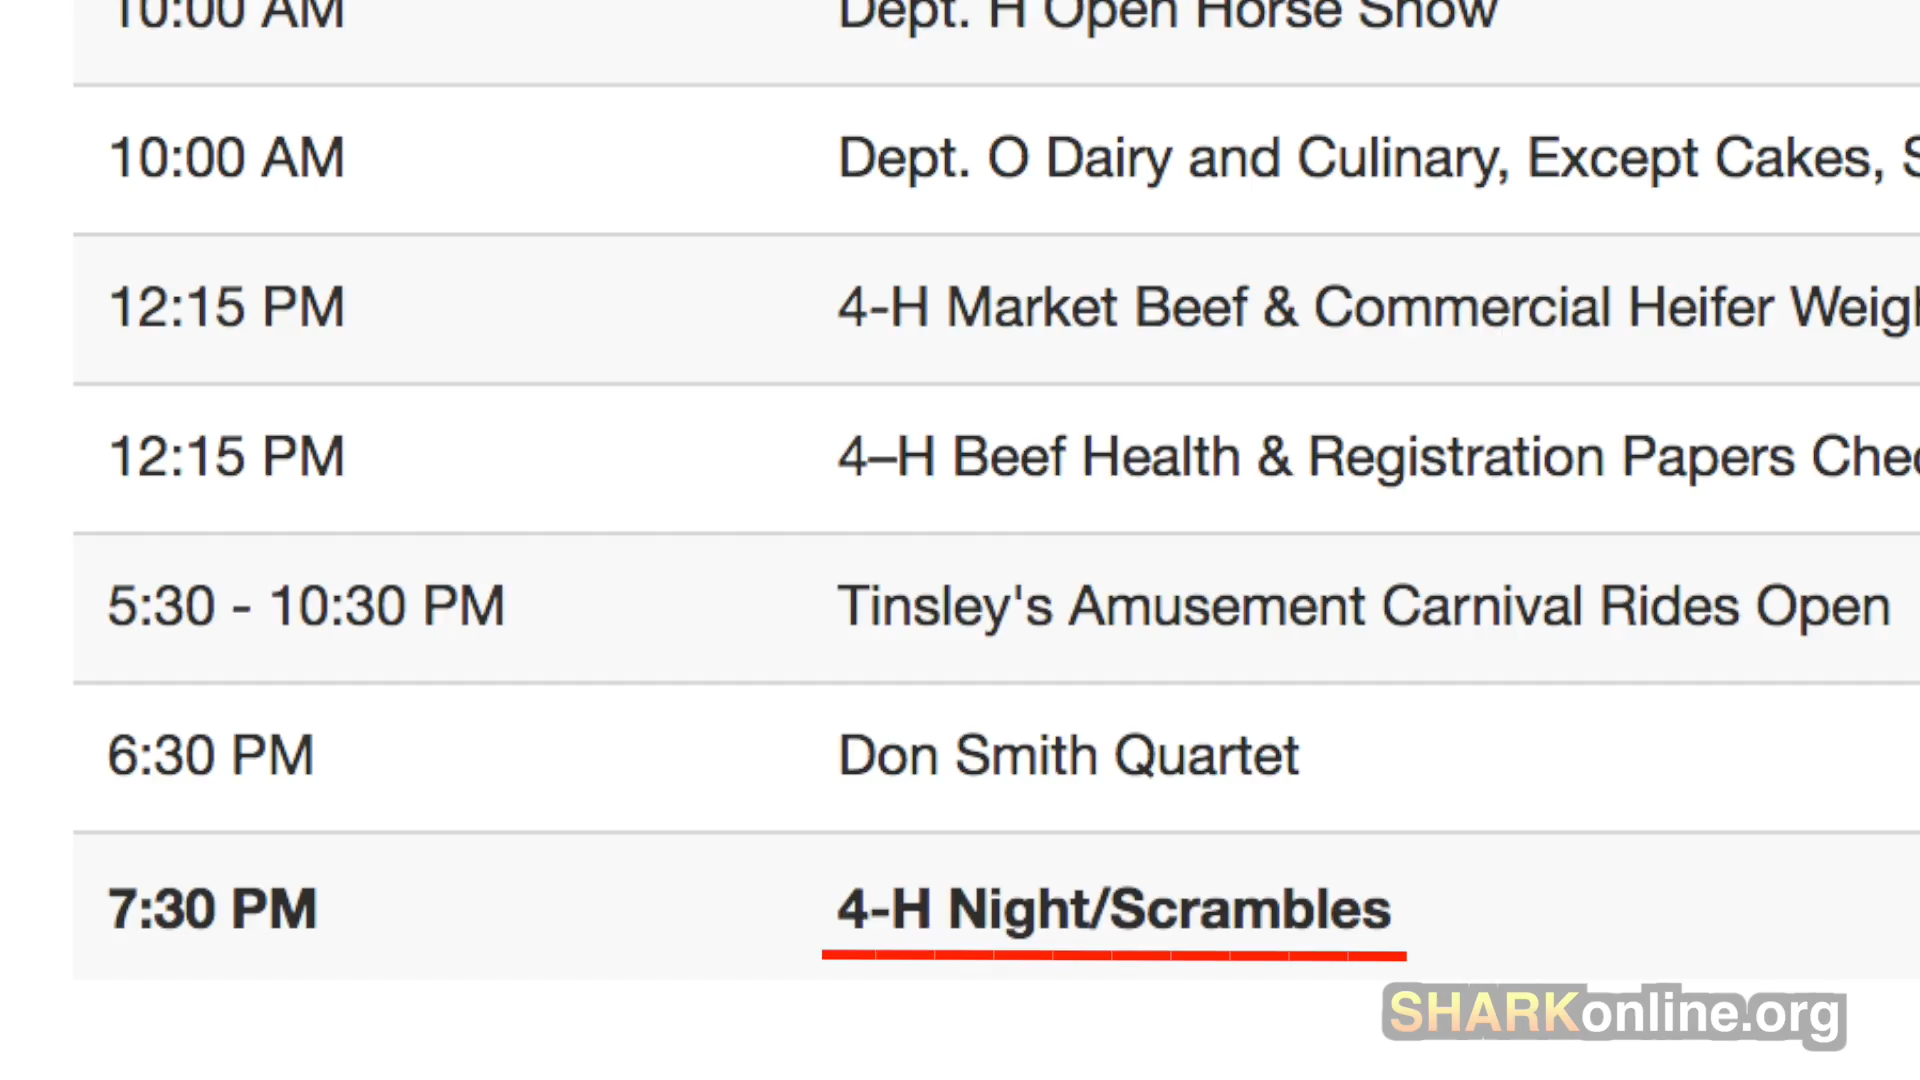 10:00 AM Dept. H Open Horse Show
10:00 AM Dept. O Dairy and Culinary, Except Cakes,
12:15 PM 4-H Market Beef & Commercial Heifer
12:15 PM 4–H Beef Health & Registration Papers
5:30 - 10:30 PM Tinsley's Amusement Carnival Rides Open
6:30 PM Don Smith Quartet
7:30 PM 4-H Night/Scrambles
SHARKonline.org